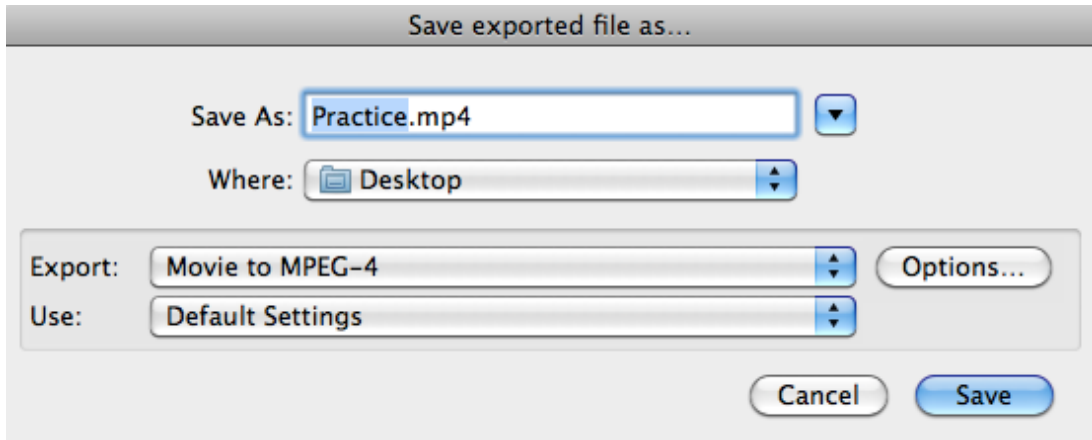 Save exported file as...
Save As: Practice.mp4
Where: Desktop
Export: Movie to MPEG-4 Options...
Use: Default Settings
Cancel Save